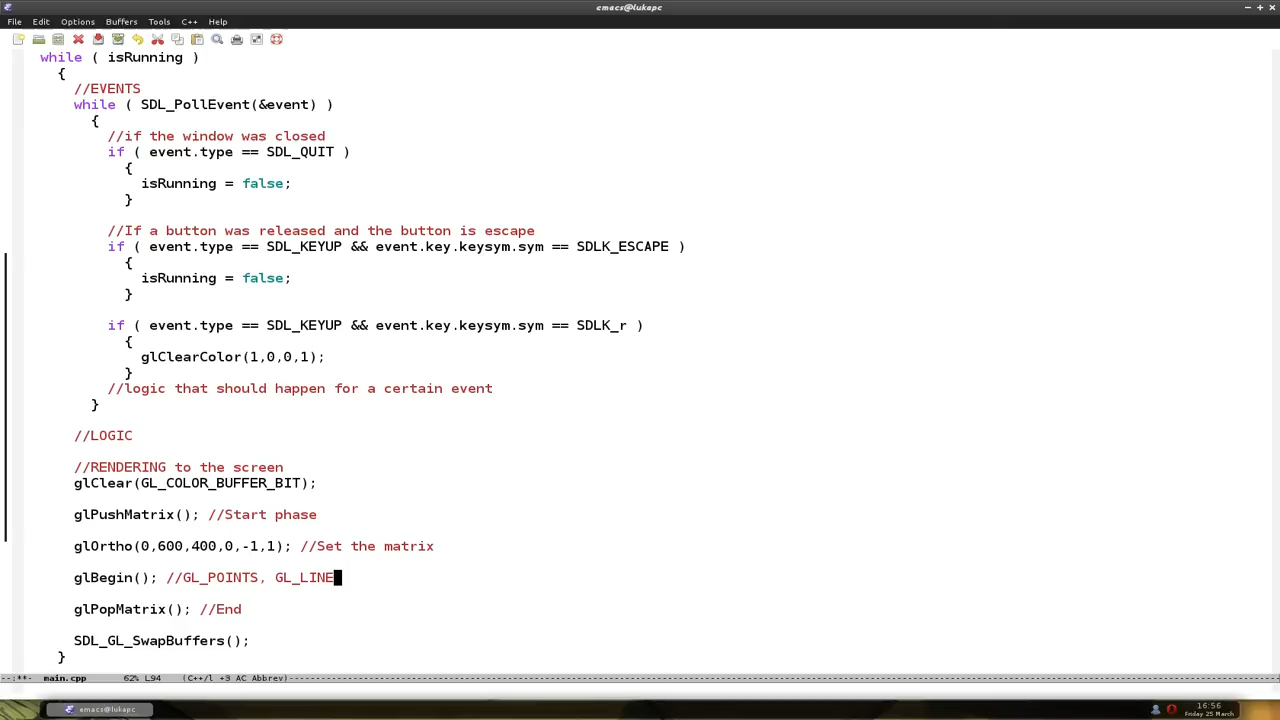 emacs@lukapc
File Edit Options Buffers Tools C++ Help
while ( isRunning )
{
//EVENTS
while ( SDL_PollEvent(&event) )
{
//if the window was closed
if ( event.type == SDL_QUIT )
{
isRunning = false;
}
//If a button was released and the button is escape
if ( event.type == SDL_KEYUP && event.key.keysym.sym == SDLK_ESCAPE )
{
isRunning = false;
}
if ( event.type == SDL_KEYUP && event.key.keysym.sym == SDLK_r )
{
glClearColor(1,0,0,1);
}
//logic that should happen for a certain event
}
//LOGIC
//RENDERING to the screen
glClear(GL_COLOR_BUFFER_BIT);
glPushMatrix(); //Start phase
glOrtho(0,600,400,0,-1,1); //Set the matrix
glBegin(); //GL_POINTS, GL_LINE
glPopMatrix(); //End
SDL_GL_SwapBuffers();
}
--:**- main.cpp 62% L94 (C++/l +3 AC Abbrev)
emacs@lukapc
16:56
Friday 25 March